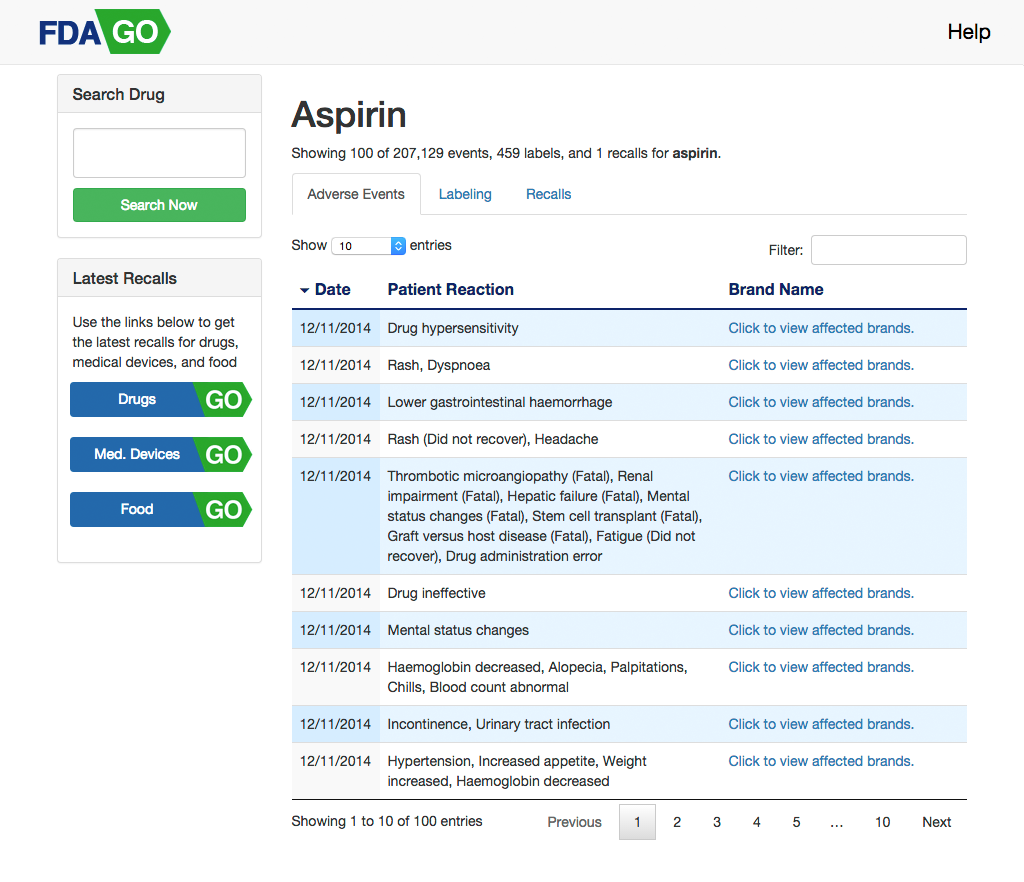 FDA GO
Help
Search Drug
Search Now
Latest Recalls
Use the links below to get
the latest recalls for drugs,
medical devices, and food
Drugs GO
Med. Devices GO
Food GO
Aspirin
Showing 100 of 207,129 events, 459 labels, and 1 recalls for aspirin.
Adverse Events Labeling Recalls
Show 10 entries
Filter:
Date Patient Reaction Brand Name
12/11/2014 Drug hypersensitivity Click to view affected brands.
12/11/2014 Rash, Dyspnoea Click to view affected brands.
12/11/2014 Lower gastrointestinal haemorrhage Click to view affected brands.
12/11/2014 Rash (Did not recover), Headache Click to view affected brands.
12/11/2014 Thrombotic microangiopathy (Fatal), Renal Click to view affected brands.
impairment (Fatal), Hepatic failure (Fatal), Mental
status changes (Fatal), Stem cell transplant (Fatal),
Graft versus host disease (Fatal), Fatigue (Did not
recover), Drug administration error
12/11/2014 Drug ineffective Click to view affected brands.
12/11/2014 Mental status changes Click to view affected brands.
12/11/2014 Haemoglobin decreased, Alopecia, Palpitations, Click to view affected brands.
Chills, Blood count abnormal
12/11/2014 Incontinence, Urinary tract infection Click to view affected brands.
12/11/2014 Hypertension, Increased appetite, Weight Click to view affected brands.
increased, Haemoglobin decreased
Showing 1 to 10 of 100 entries
Previous 1 2 3 4 5 … 10 Next